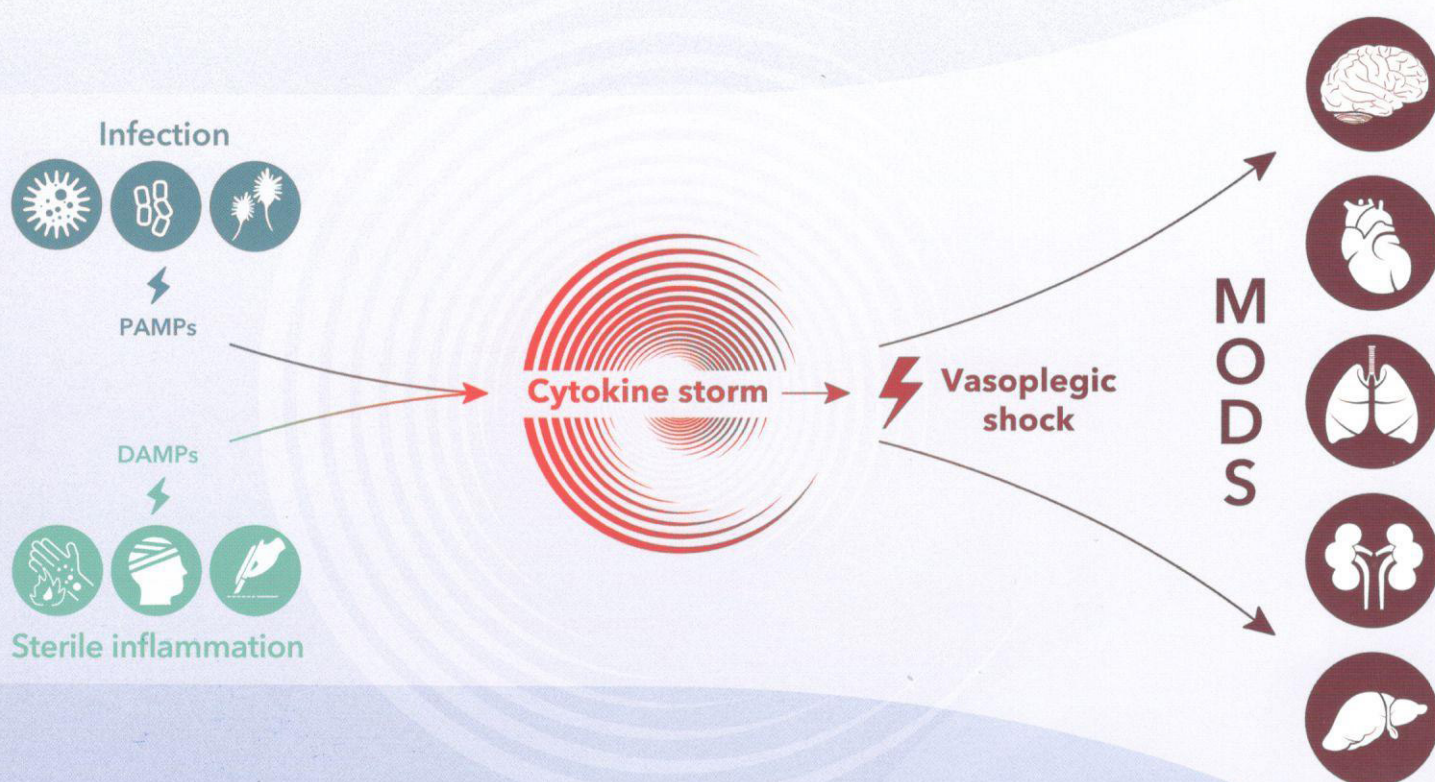 Infection
PAMPs
DAMPs
Sterile inflammation
Cytokine storm
Vasoplegic
shock
M
O
D
S